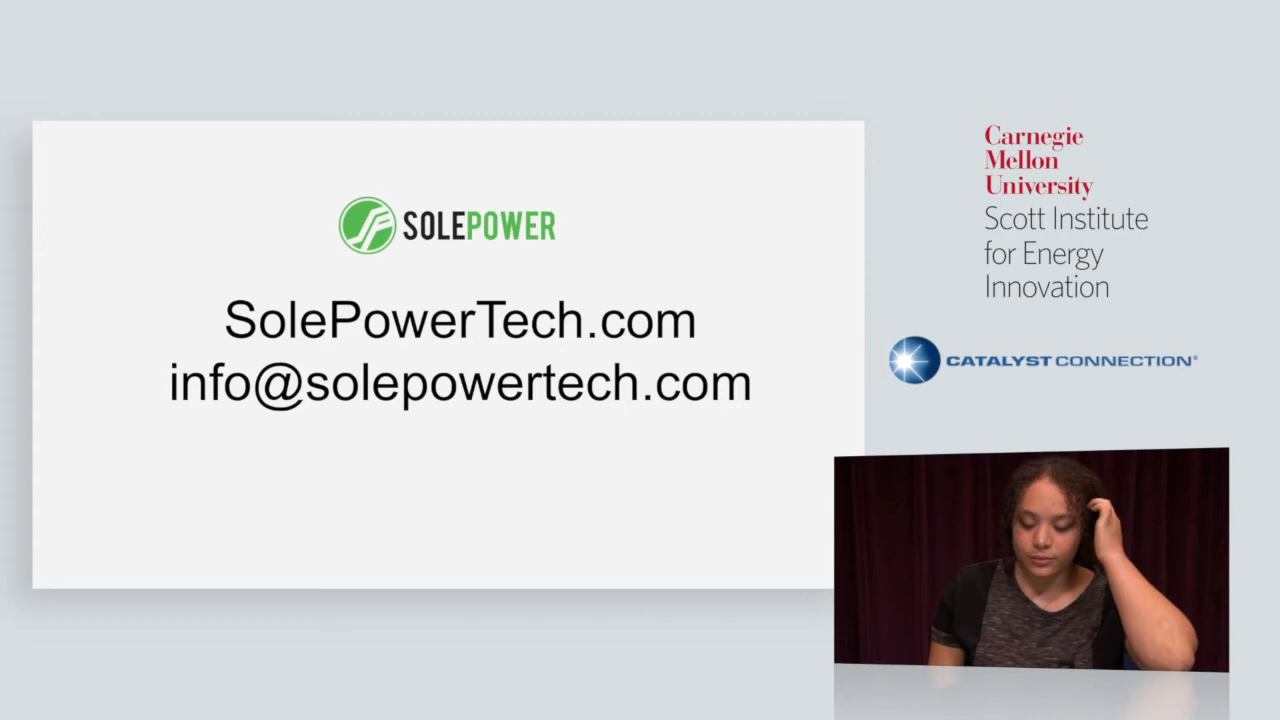 SOLEPOWER
SolePowerTech.com
info@solepowertech.com
Carnegie
Mellon
University
Scott Institute
for Energy
Innovation
CATALYST CONNECTION®